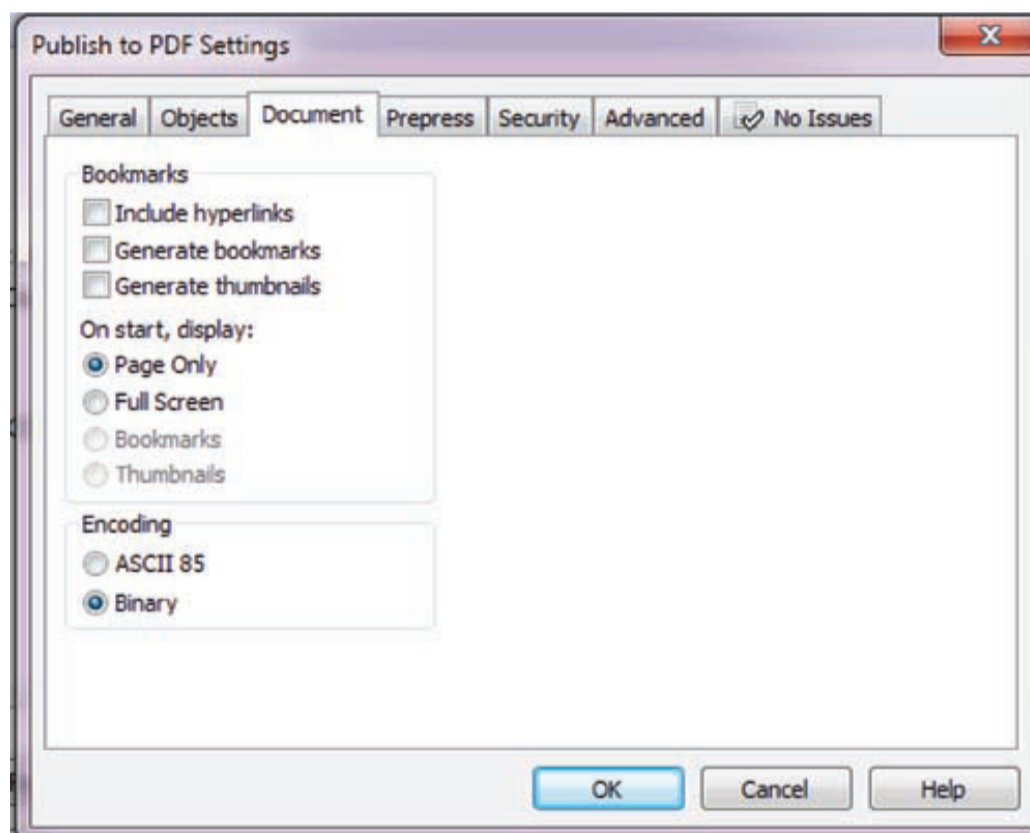 Publish to PDF Settings
General Objects Document Prepress Security Advanced No Issues
Bookmarks
Include hyperlinks
Generate bookmarks
Generate thumbnails
On start, display:
Page Only
Full Screen
Bookmarks
Thumbnails
Encoding
ASCII 85
Binary
OK Cancel Help